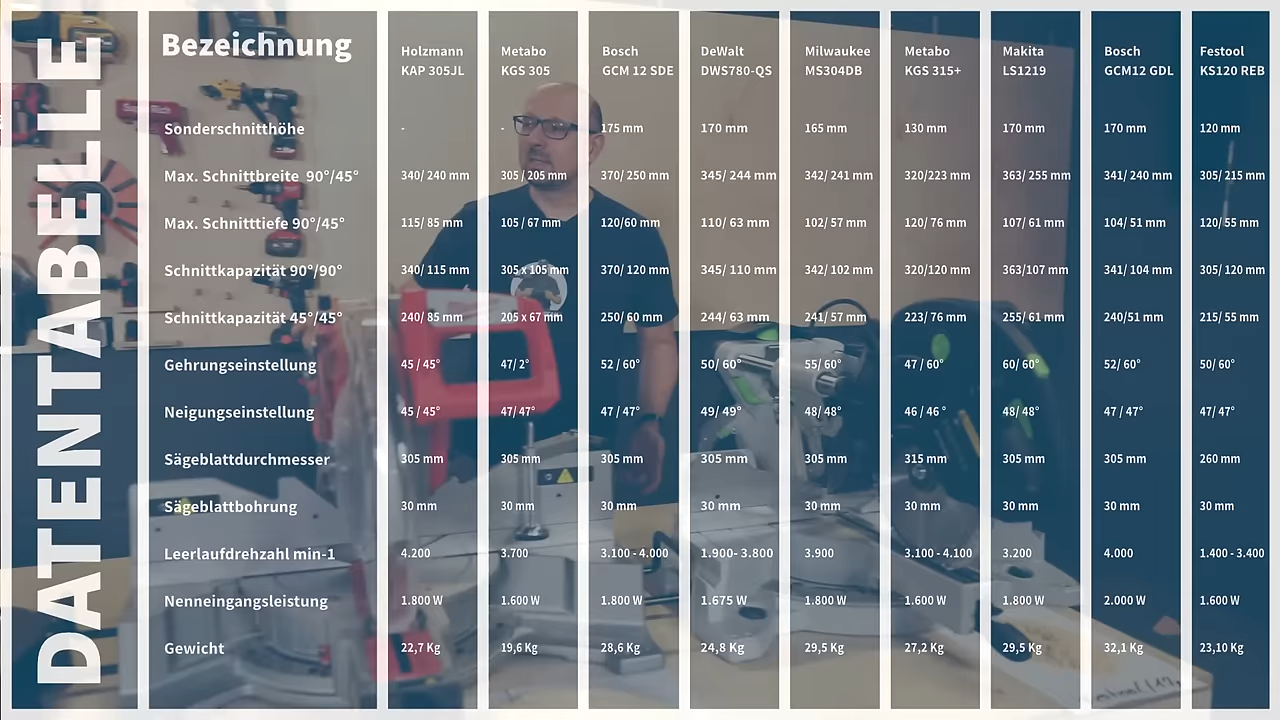 DATENTABELLE
Bezeichnung
Holzmann KAP 305JL
Metabo KGS 305
Bosch GCM 12 SDE
DeWalt DWS780-QS
Milwaukee MS304DB
Metabo KGS 315+
Makita LS1219
Bosch GCM12 GDL
Festool KS120 REB
Sonderschnitthöhe - - 175 mm 170 mm 165 mm 130 mm 170 mm 170 mm 120 mm
Max. Schnittbreite 90°/45° 340/ 240 mm 305 / 205 mm 370/ 250 mm 345/ 244 mm 342/ 241 mm 320/223 mm 363/ 255 mm 341/ 240 mm 305/ 215 mm
Max. Schnitttiefe 90°/45° 115/ 85 mm 105 / 67 mm 120/60 mm 110/ 63 mm 102/ 57 mm 120/ 76 mm 107/ 61 mm 104/ 51 mm 120/ 55 mm
Schnittkapazität 90°/90° 340/ 115 mm 305 x 105 mm 370/ 120 mm 345/ 110 mm 342/ 102 mm 320/120 mm 363/107 mm 341/ 104 mm 305/ 120 mm
Schnittkapazität 45°/45° 240/ 85 mm 205 x 67 mm 250/ 60 mm 244/ 63 mm 241/ 57 mm 223/ 76 mm 255/ 61 mm 240/51 mm 215/ 55 mm
Gehrungseinstellung 45 / 45° 47/ 2° 52 / 60° 50/ 60° 55/ 60° 47 / 60° 60/ 60° 52/ 60° 50/ 60°
Neigungseinstellung 45 / 45° 47/ 47° 47 / 47° 49/ 49° 48/ 48° 46 / 46 ° 48/ 48° 47 / 47° 47/ 47°
Sägeblattdurchmesser 305 mm 305 mm 305 mm 305 mm 305 mm 315 mm 305 mm 305 mm 260 mm
Sägeblattbohrung 30 mm 30 mm 30 mm 30 mm 30 mm 30 mm 30 mm 30 mm 30 mm
Leerlaufdrehzahl min-1 4.200 3.700 3.100 - 4.000 1.900- 3.800 3.900 3.100 - 4.100 3.200 4.000 1.400 - 3.400
Nenneingangsleistung 1.800 W 1.600 W 1.800 W 1.675 W 1.800 W 1.600 W 1.800 W 2.000 W 1.600 W
Gewicht 22,7 Kg 19,6 Kg 28,6 Kg 24,8 Kg 29,5 Kg 27,2 Kg 29,5 Kg 32,1 Kg 23,10 Kg